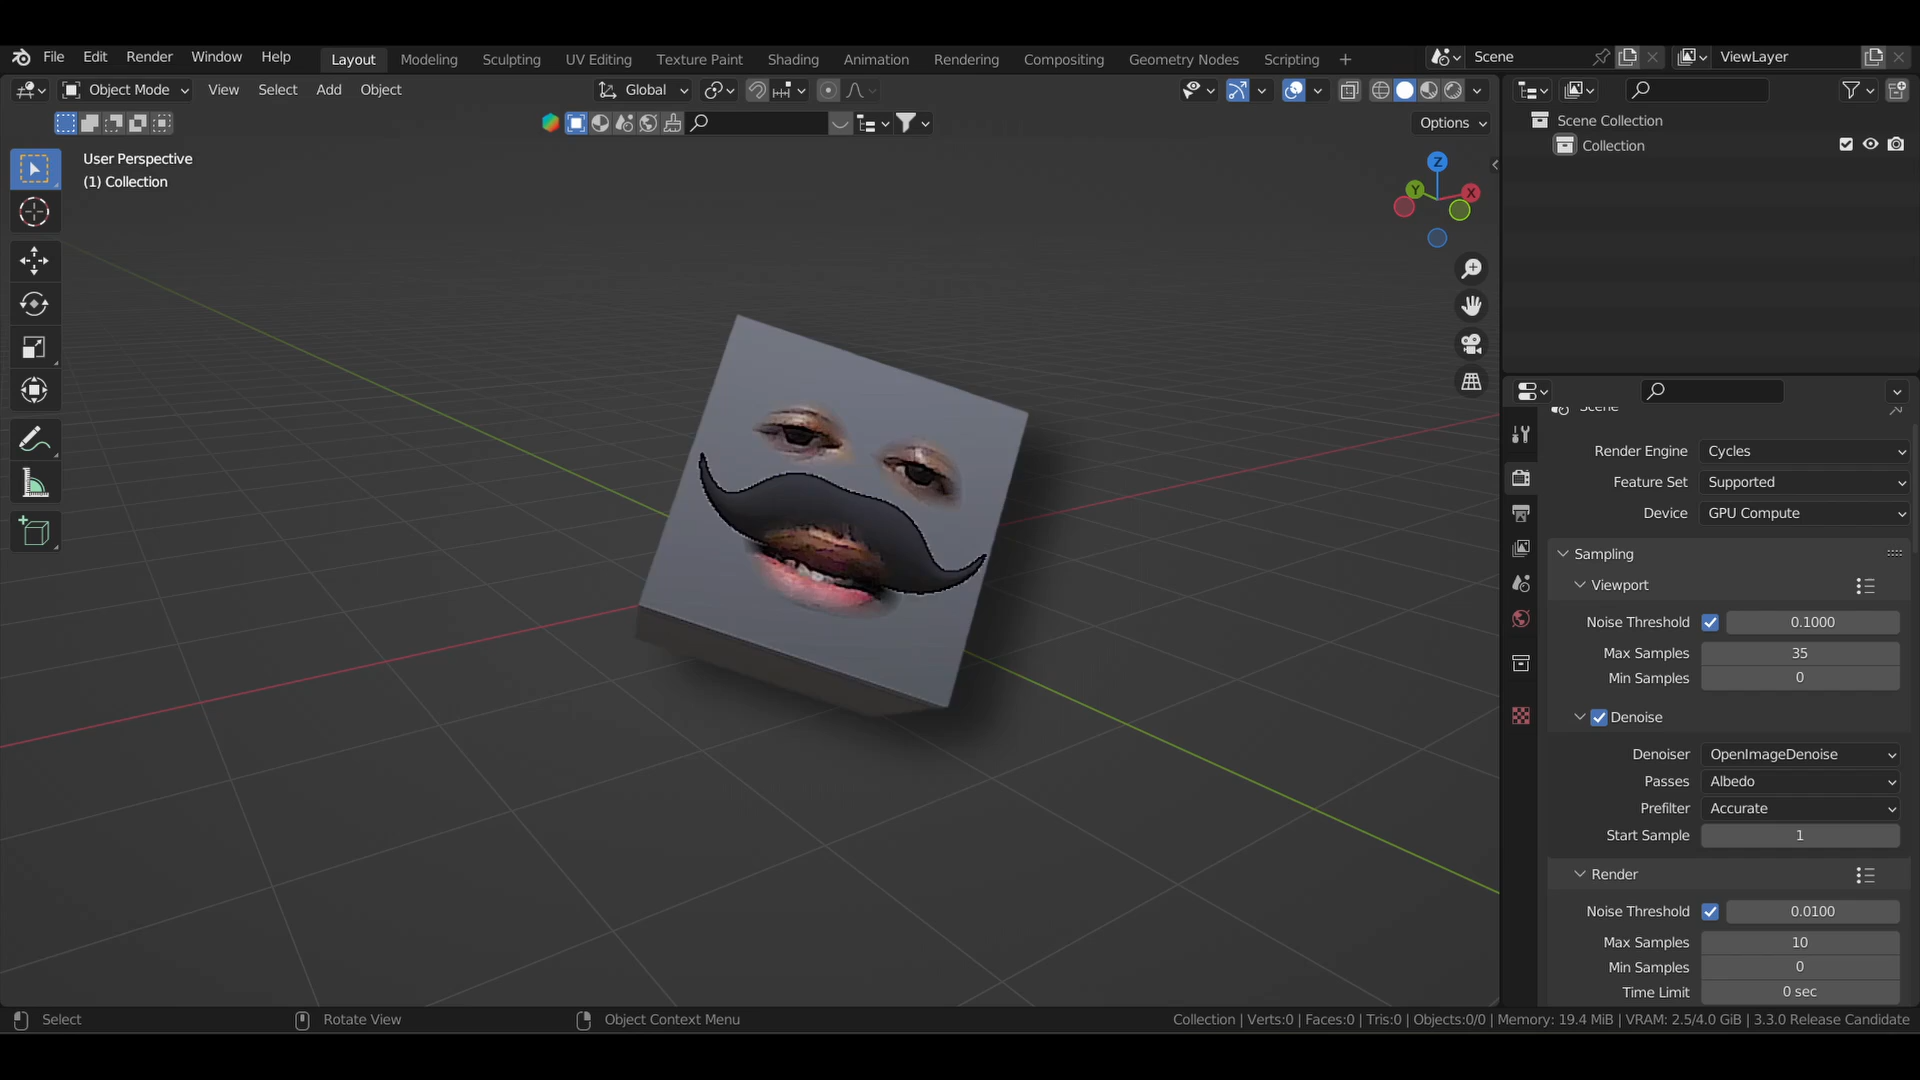 File Edit Render Window Help Layout Modeling Sculpting UV Editing Texture Paint Shading Animation Rendering Compositing Geometry Nodes Scripting + Scene ViewLayer
Object Mode View Select Add Object Global
Options
User Perspective
(1) Collection
Z
Y
X
Scene Collection
Collection
Scene
Render Engine Cycles
Feature Set Supported
Device GPU Compute
Sampling
Viewport
Noise Threshold 0.1000
Max Samples 35
Min Samples 0
Denoise
Denoiser OpenImageDenoise
Passes Albedo
Prefilter Accurate
Start Sample 1
Render
Noise Threshold 0.0100
Max Samples 10
Min Samples 0
Time Limit 0 sec
Select Rotate View Object Context Menu Collection | Verts:0 | Faces:0 | Tris:0 | Objects:0/0 | Memory: 19.4 MiB | VRAM: 2.5/4.0 GiB | 3.3.0 Release Candidate